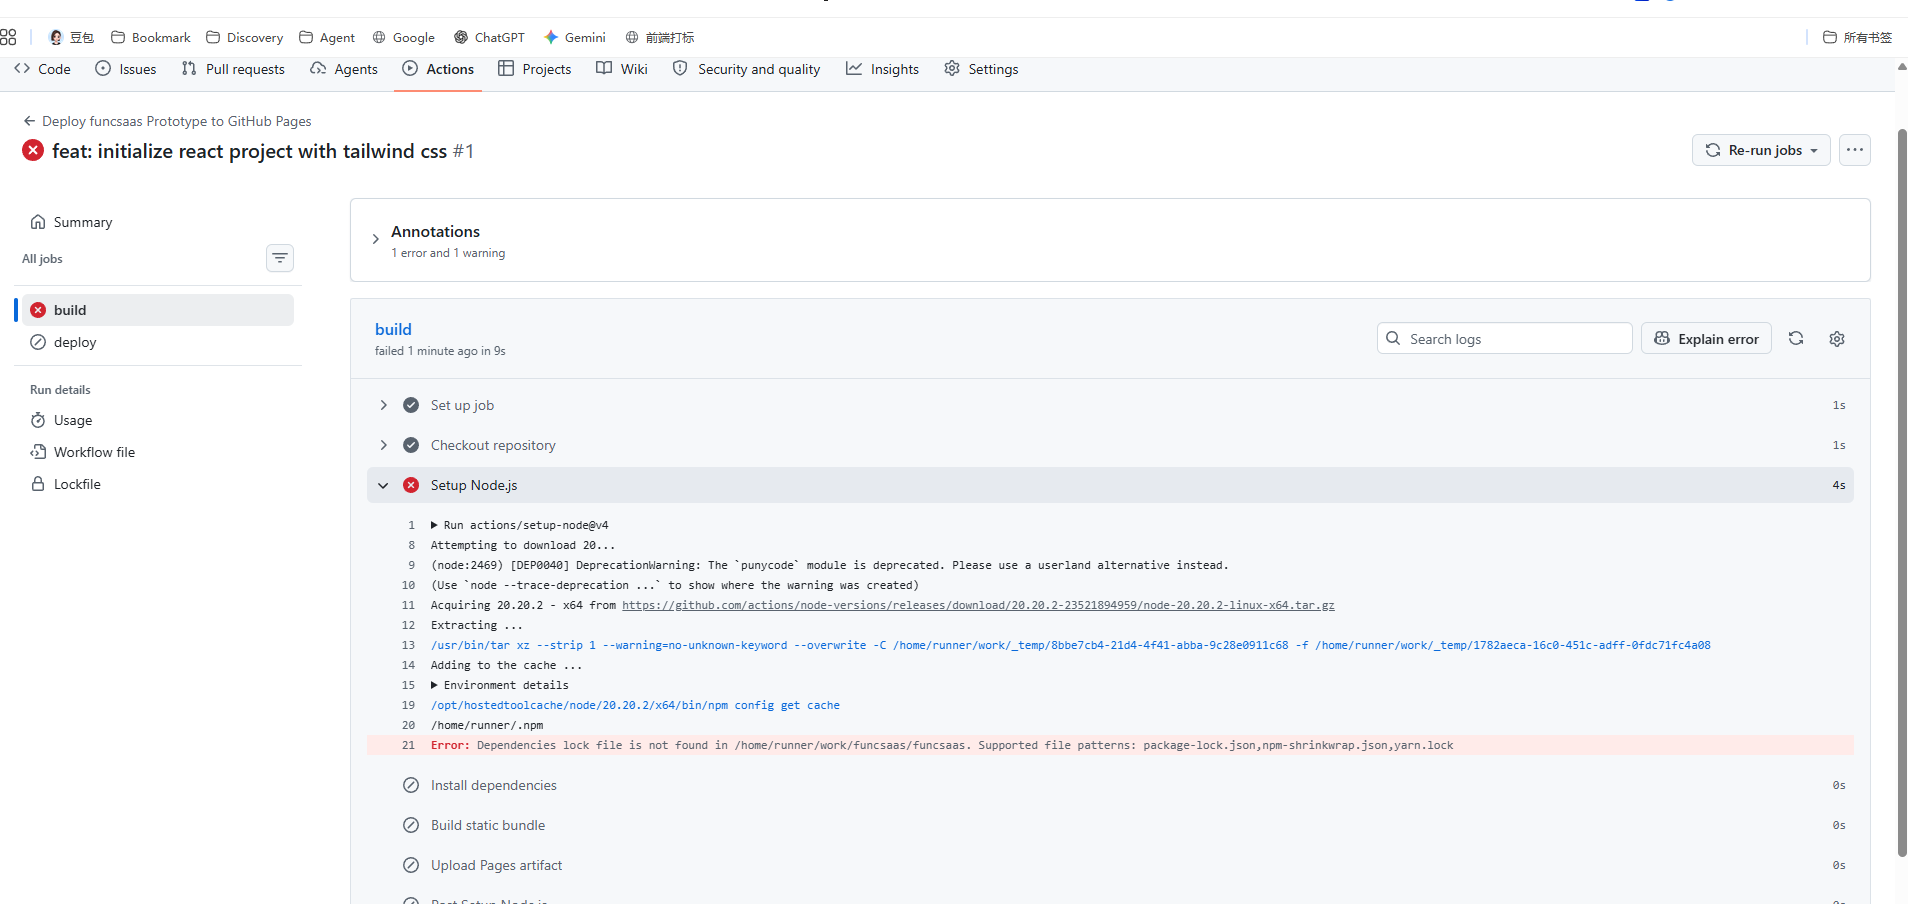 豆包 Bookmark Discovery Agent Google ChatGPT Gemini 前端打标 所有书签
Code Issues Pull requests Agents Actions Projects Wiki Security and quality Insights Settings
Deploy funcsaas Prototype to GitHub Pages
feat: initialize react project with tailwind css #1
Re-run jobs
Summary
All jobs
build
deploy
Run details
Usage
Workflow file
Lockfile
Annotations
1 error and 1 warning
build
failed 1 minute ago in 9s
Search logs
Explain error
Set up job 1s
Checkout repository 1s
Setup Node.js 4s
1 Run actions/setup-node@v4
8 Attempting to download 20...
9 (node:2469) [DEP0040] DeprecationWarning: The `punycode` module is deprecated. Please use a userland alternative instead.
10 (Use `node --trace-deprecation ...` to show where the warning was created)
11 Acquiring 20.20.2 - x64 from https://github.com/actions/node-versions/releases/download/20.20.2-23521894959/node-20.20.2-linux-x64.tar.gz
12 Extracting ...
13 /usr/bin/tar xz --strip 1 --warning=no-unknown-keyword --overwrite -C /home/runner/work/_temp/8bbe7cb4-21d4-4f41-abba-9c28e0911c68 -f /home/runner/work/_temp/1782aeca-16c0-451c-adff-0fdc71fc4a08
14 Adding to the cache ...
15 Environment details
19 /opt/hostedtoolcache/node/20.20.2/x64/bin/npm config get cache
20 /home/runner/.npm
21 Error: Dependencies lock file is not found in /home/runner/work/funcsaas/funcsaas. Supported file patterns: package-lock.json,npm-shrinkwrap.json,yarn.lock
Install dependencies 0s
Build static bundle 0s
Upload Pages artifact 0s
Post Setup Node.js 0s